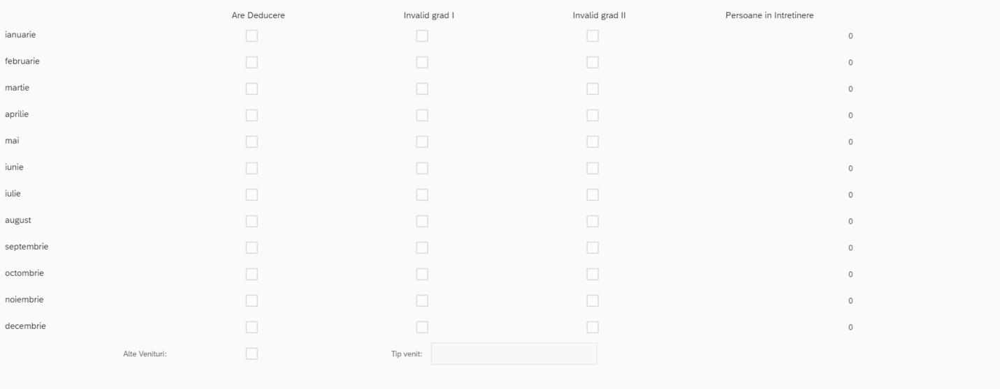 Are Deducere Invalid grad I Invalid grad II Persoane in Intretinere
ianuarie 0
februarie 0
martie 0
aprilie 0
mai 0
iunie 0
iulie 0
august 0
septembrie 0
octombrie 0
noiembrie 0
decembrie 0
Alte Venituri: Tip venit: